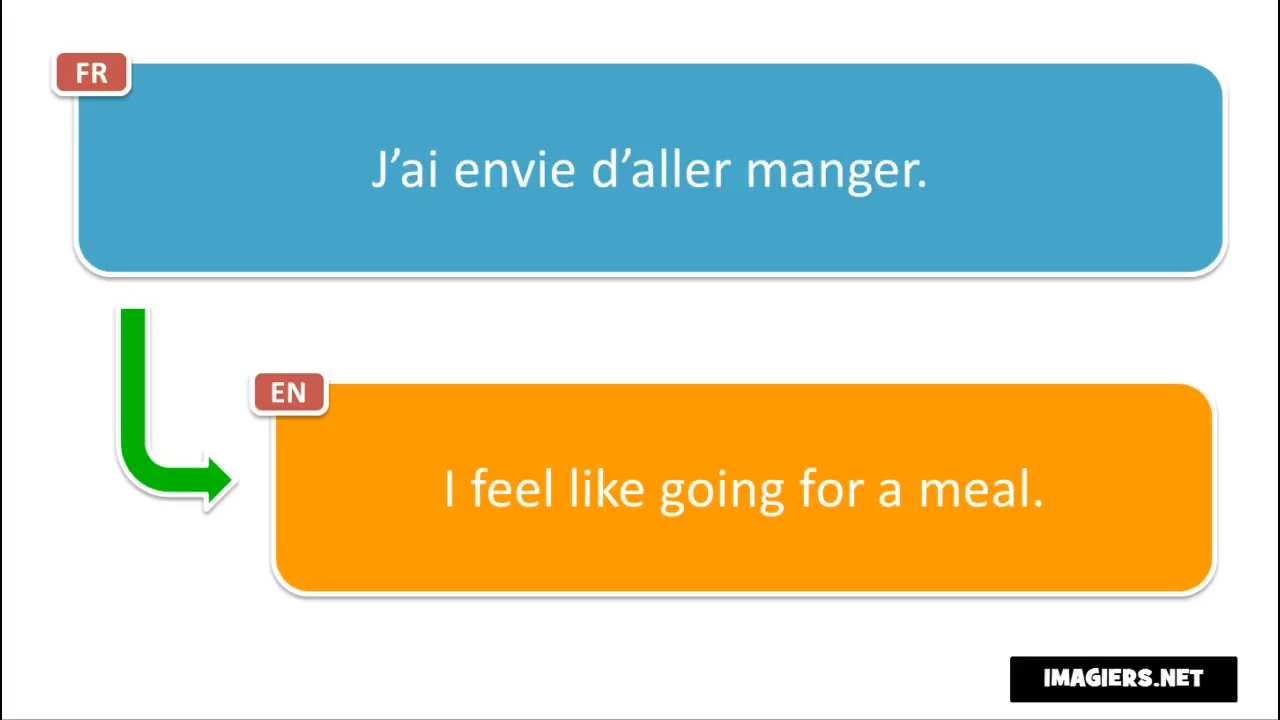 FR
J’ai envie d’aller manger.
EN
I feel like going for a meal.
IMAGIERS.NET